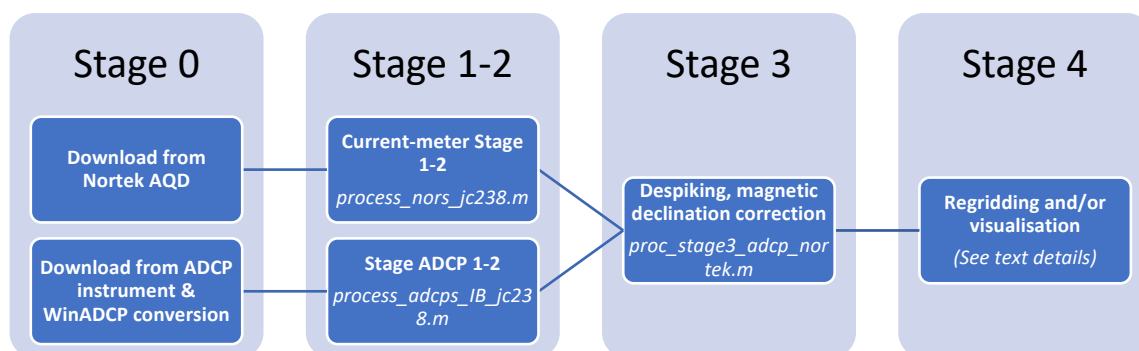 Stage 0
Download from
Nortek AQD
Download from ADCP
instrument &
WinADCP conversion
Stage 1-2
Current-meter Stage
1-2
process_nors_jc238.m
Stage ADCP 1-2
process_adcps_IB_jc23
8.m
Stage 3
Despiking, magnetic
declination correction
proc_stage3_adcp_nor
tek.m
Stage 4
Regridding and/or
visualisation
(See text details)